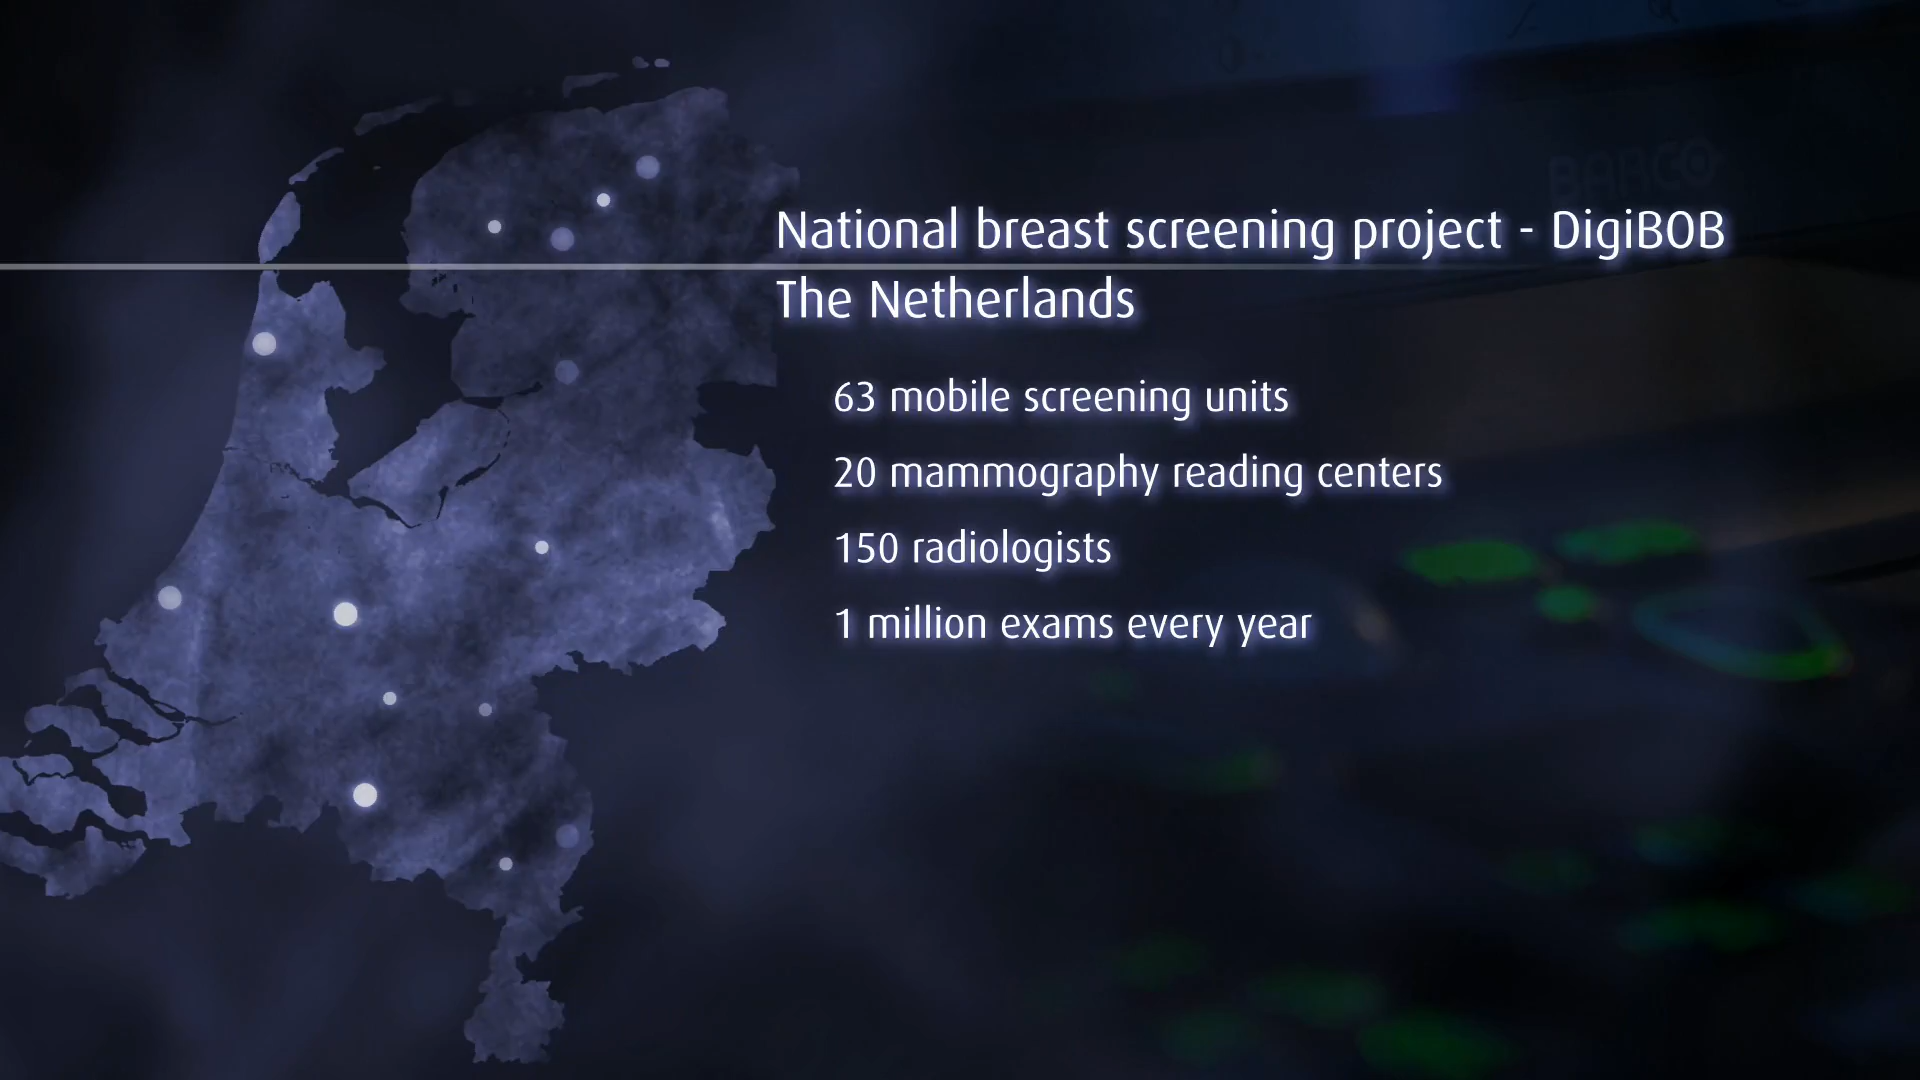 BARCO
National breast screening project - DigiBOB
The Netherlands
63 mobile screening units
20 mammography reading centers
150 radiologists
1 million exams every year